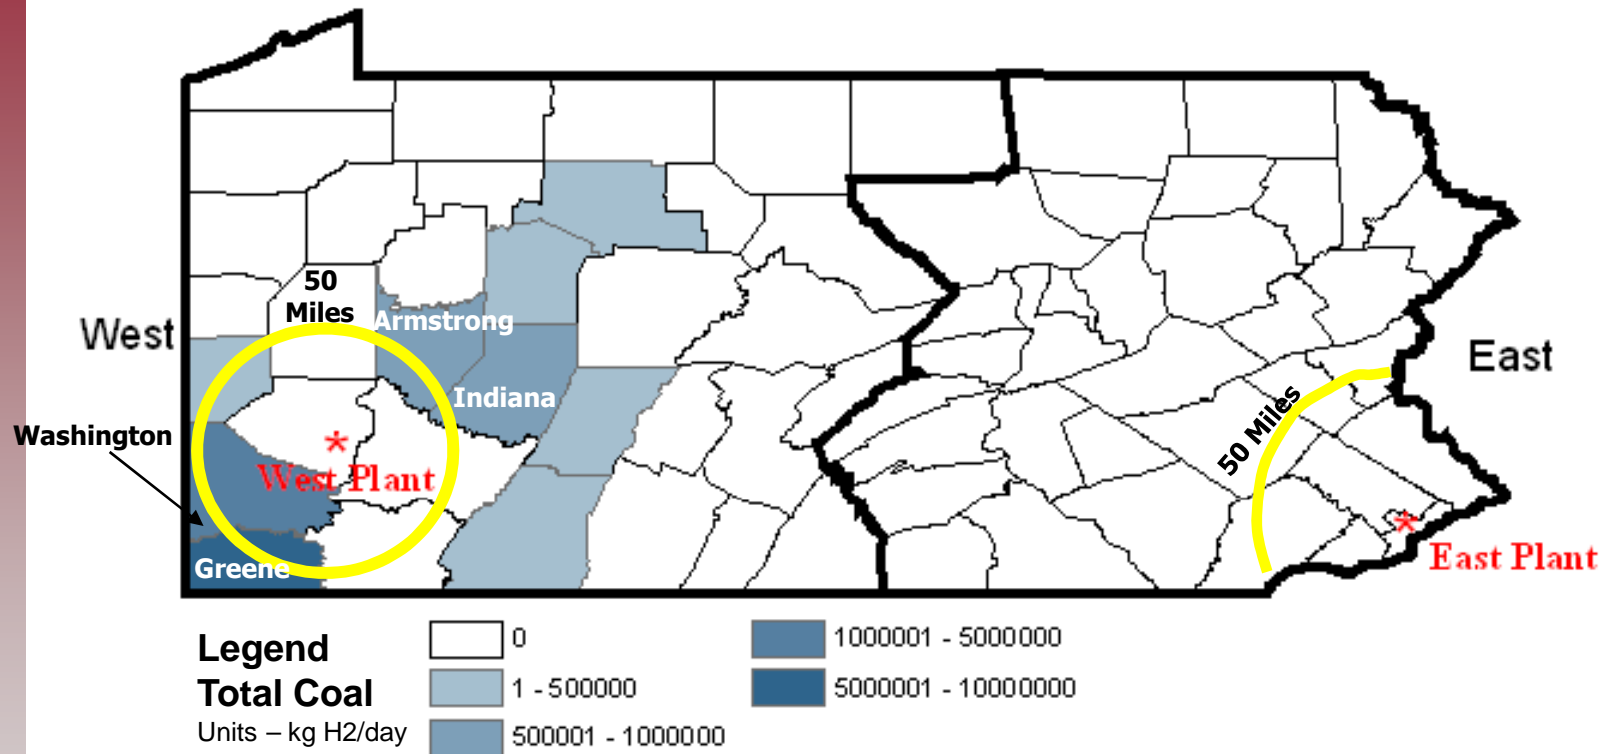 50
Miles
Armstrong
West
East
50 Miles
Indiana
Washington
*
West Plant
*
East Plant
Greene
Legend
Total Coal
Units – kg H2/day
0
1 - 500000
500001 - 1000000
1000001 - 5000000
5000001 - 10000000